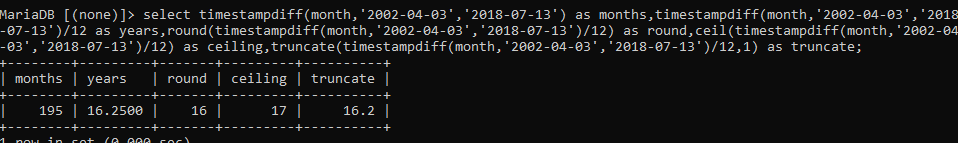 MariaDB [(none)]> select timestampdiff(month,'2002-04-03','2018-07-13') as months,timestampdiff(month,'2002-04-03','2018
-07-13')/12 as years,round(timestampdiff(month,'2002-04-03','2018-07-13')/12) as round,ceil(timestampdiff(month,'2002-04
-03','2018-07-13')/12) as ceiling,truncate(timestampdiff(month,'2002-04-03','2018-07-13')/12,1) as truncate;
+--------+---------+-------+---------+----------+
| months | years   | round | ceiling | truncate |
+--------+---------+-------+---------+----------+
|    195 | 16.2500 |    16 |      17 |     16.2 |
+--------+---------+-------+---------+----------+
1 row in set (0.000 sec)